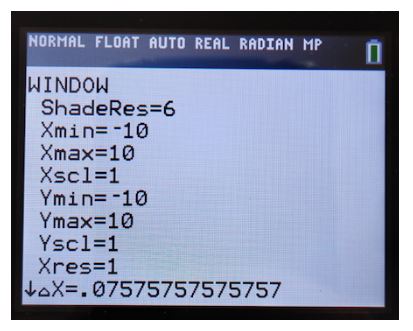 NORMAL FLOAT AUTO REAL RADIAN MP
WINDOW
ShadeRes=6
Xmin=-10
Xmax=10
Xscl=1
Ymin=-10
Ymax=10
Yscl=1
Xres=1
↓△X=.07575757575757